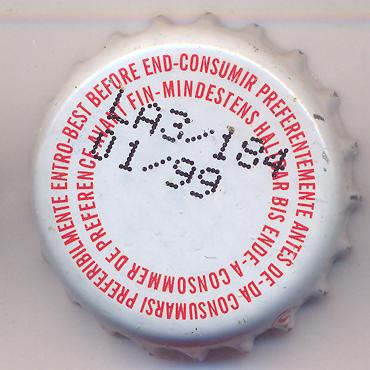 BEST BEFORE END-CONSUMIR PREFERENTEMENTE ANTES DE-DA CONSUMARSI PREFERIBILMENTE ENTRO-
MINDESTENS HALTBAR BIS ENDE-A CONSOMMER DE PREFERENCE AVANT FIN-
A3-184
01/99